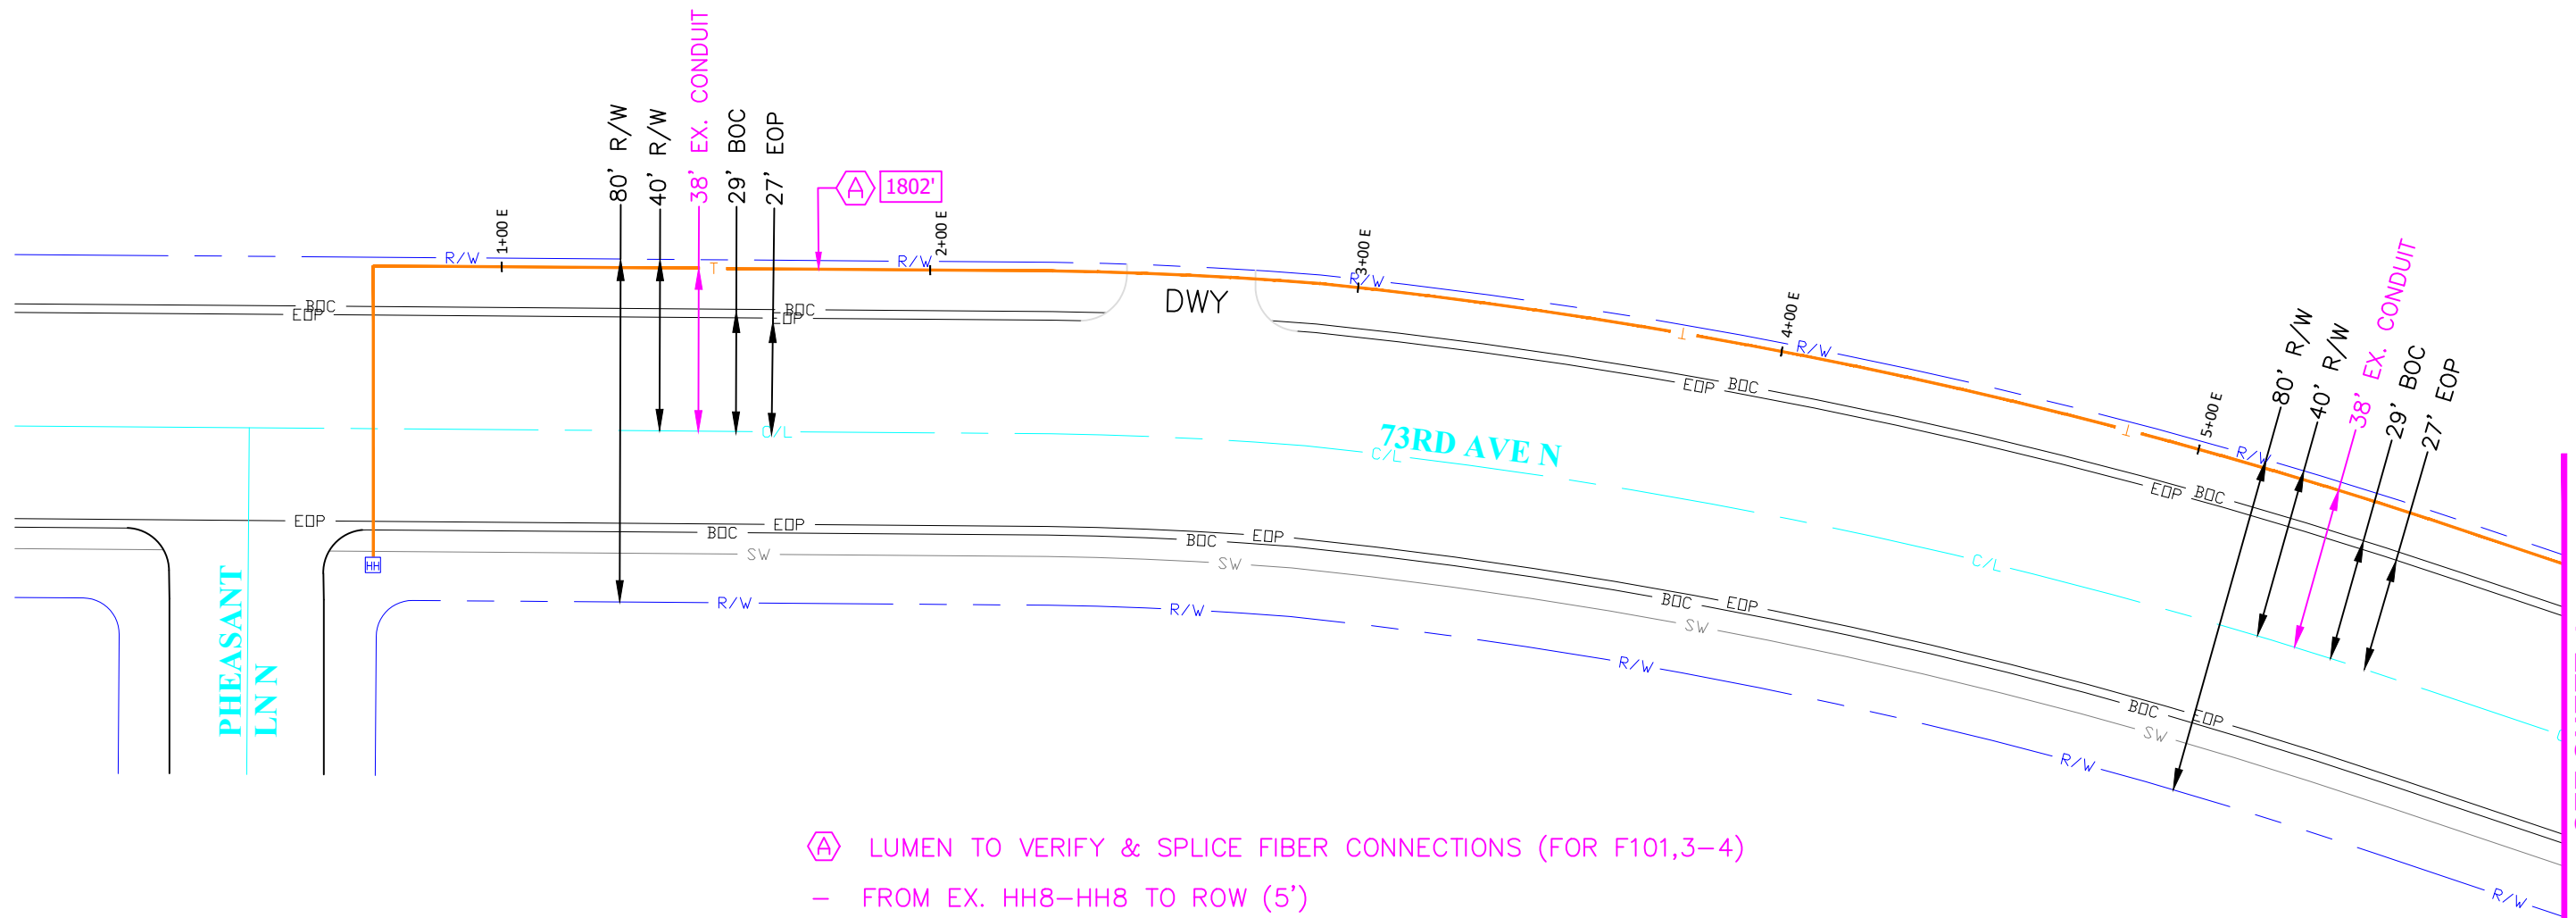 80' R/W
40' R/W
38' EX. CONDUIT
29' BOC
27' EOP
A 1802'
1+00 E
2+00 E
3+00 E
4+00 E
5+00 E
R/W
R/W
R/W
R/W
R/W
T
T
T
BOC
EOP
BOC
EOP
DWY
EOP BOC
EOP BOC
80' R/W
40' R/W
38' EX. CONDUIT
29' BOC
27' EOP
C/L
73RD AVE N
C/L
C/L
EOP
EOP
EOP
EOP
EOP
BOC
BOC
BOC
BOC
SW
SW
SW
SW
HH
R/W
R/W
R/W
R/W
R/W
PHEASANT
LN N
A LUMEN TO VERIFY & SPLICE FIBER CONNECTIONS (FOR F101,3-4)
- FROM EX. HH8-HH8 TO ROW (5')